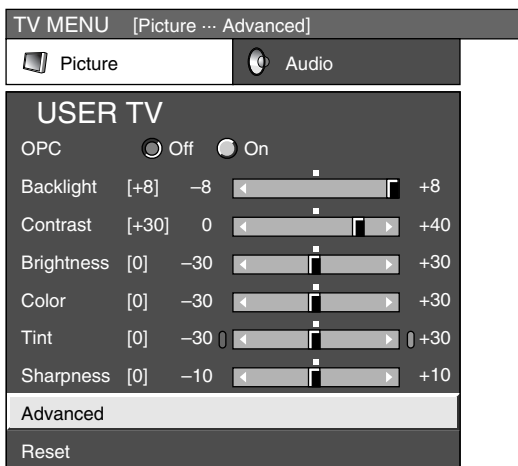 TV MENU [Picture ··· Advanced]
Picture Audio
USER TV
OPC Off On
Backlight [+8] –8 +8
Contrast [+30] 0 +40
Brightness [0] –30 +30
Color [0] –30 +30
Tint [0] –30 +30
Sharpness [0] –10 +10
Advanced
Reset